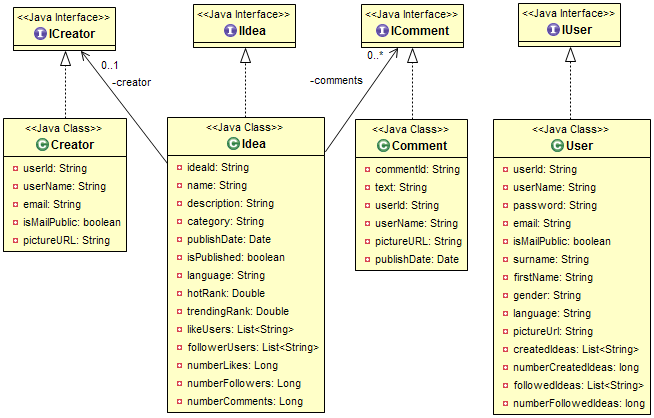 <<Java Interface>>
ICreator
<<Java Interface>>
IIdea
<<Java Interface>>
IComment
<<Java Interface>>
IUser
0..1
-creator
0..*
-comments
<<Java Class>>
Creator
userId: String
userName: String
email: String
isMailPublic: boolean
pictureURL: String
<<Java Class>>
Idea
ideaId: String
name: String
description: String
category: String
publishDate: Date
isPublished: boolean
language: String
hotRank: Double
trendingRank: Double
likeUsers: List<String>
followerUsers: List<String>
numberLikes: Long
numberFollowers: Long
numberComments: Long
<<Java Class>>
Comment
commentId: String
text: String
userId: String
userName: String
pictureURL: String
publishDate: Date
<<Java Class>>
User
userId: String
userName: String
password: String
email: String
isMailPublic: boolean
surname: String
firstName: String
gender: String
language: String
pictureUrl: String
createdIdeas: List<String>
numberCreatedIdeas: long
followedIdeas: List<String>
numberFollowedIdeas: long